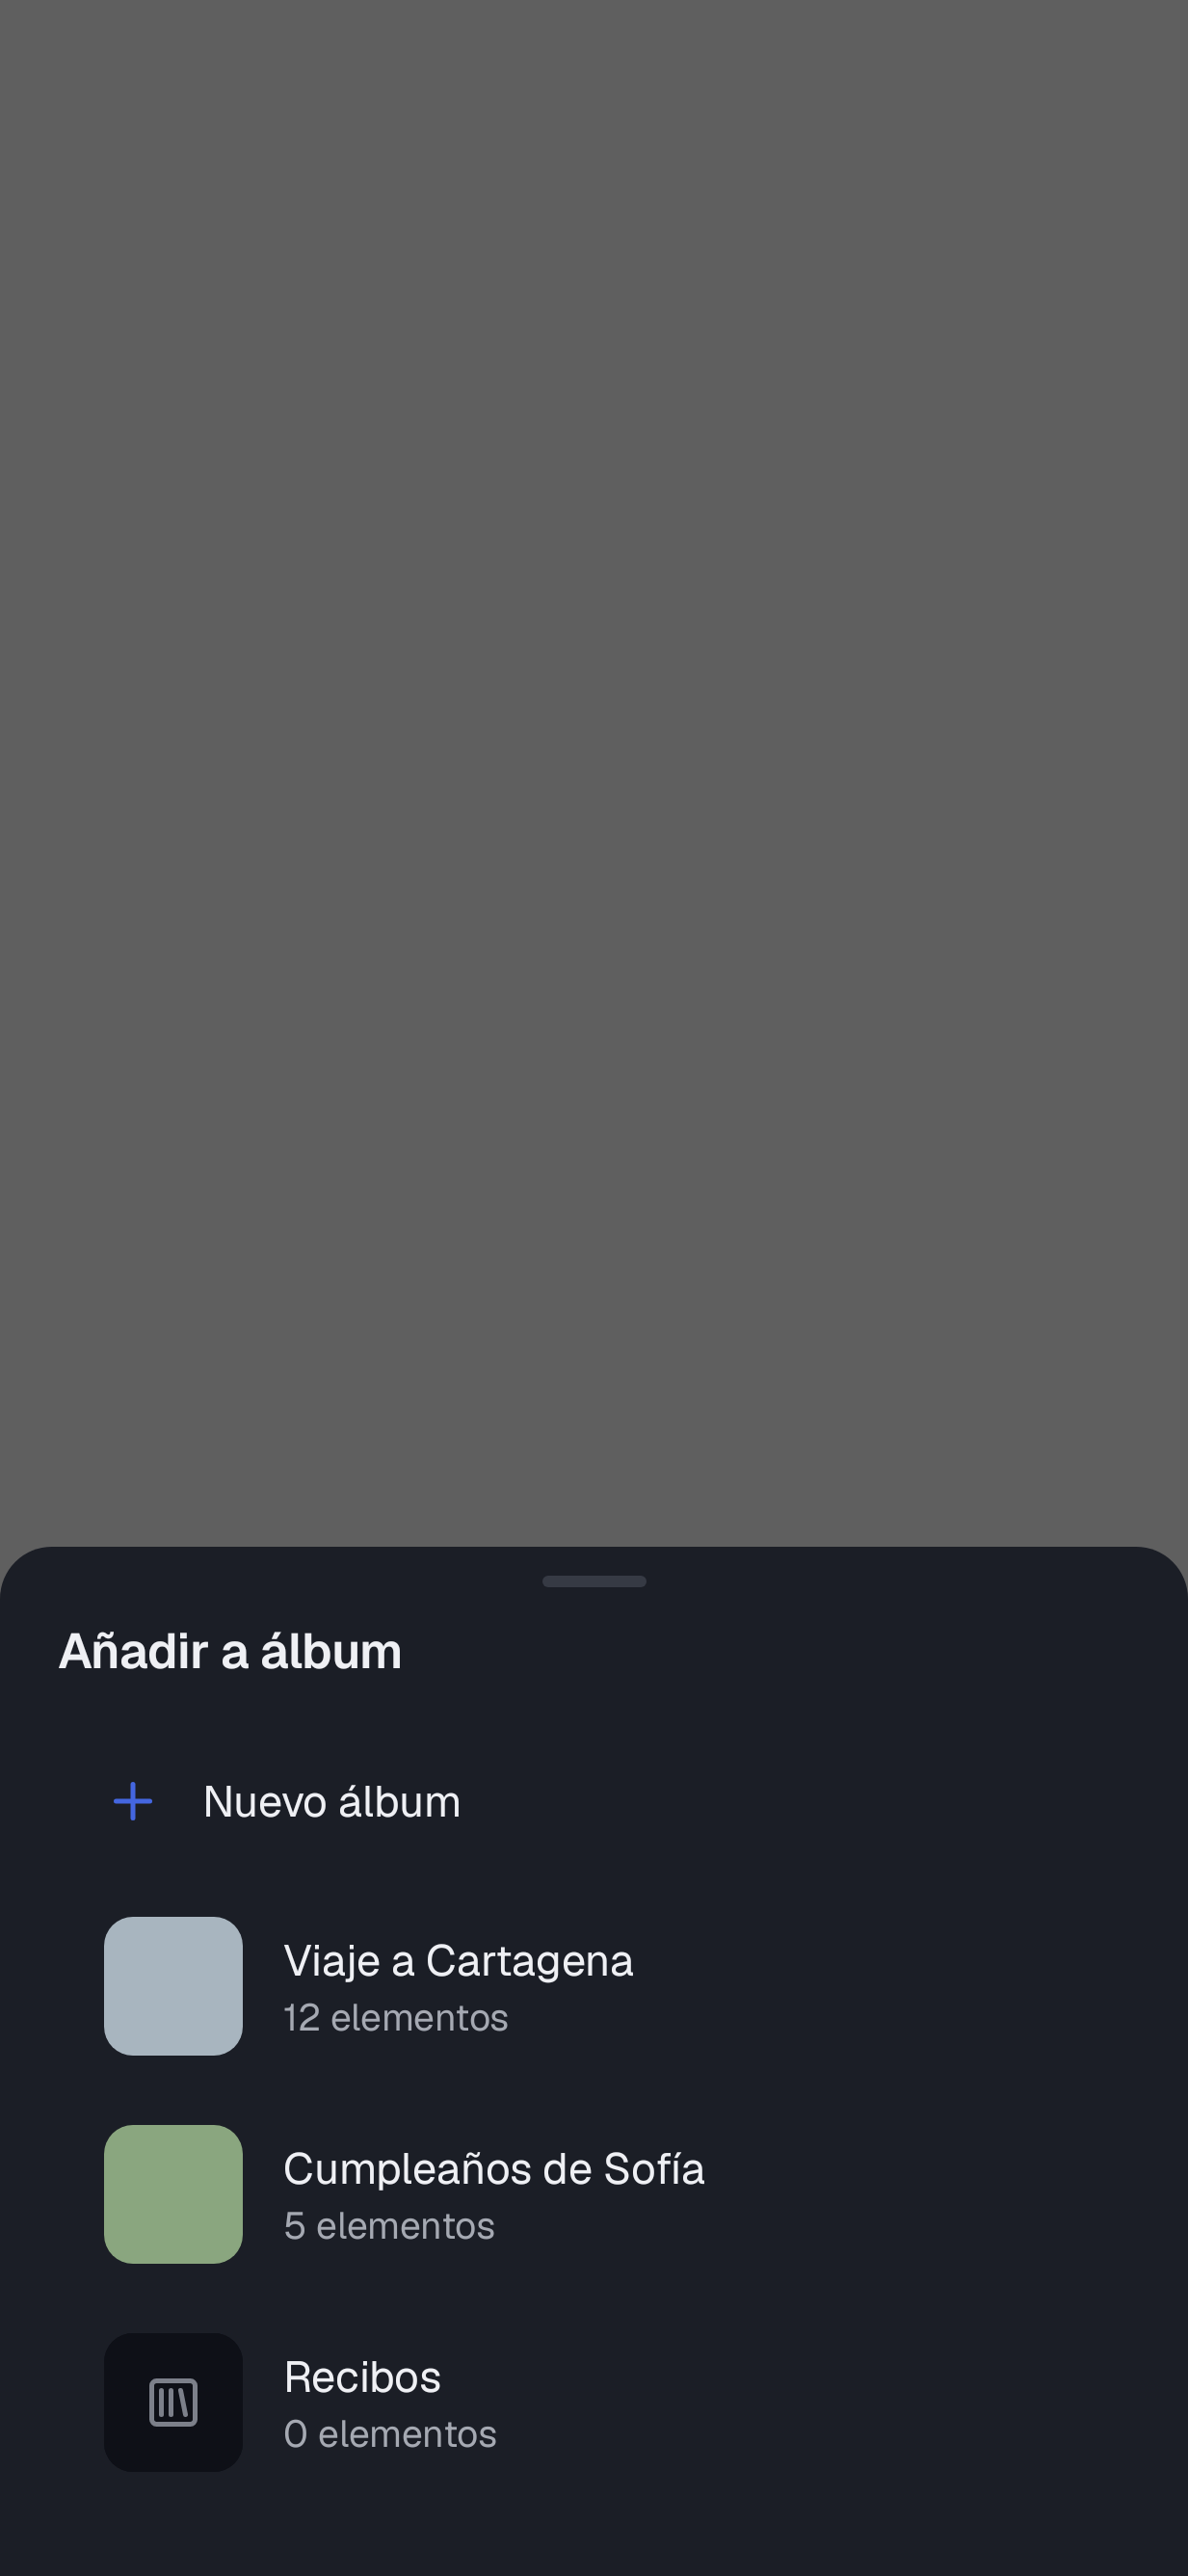 Añadir a álbum
Nuevo álbum
Viaje a Cartagena
12 elementos
Cumpleaños de Sofía
5 elementos
Recibos
0 elementos